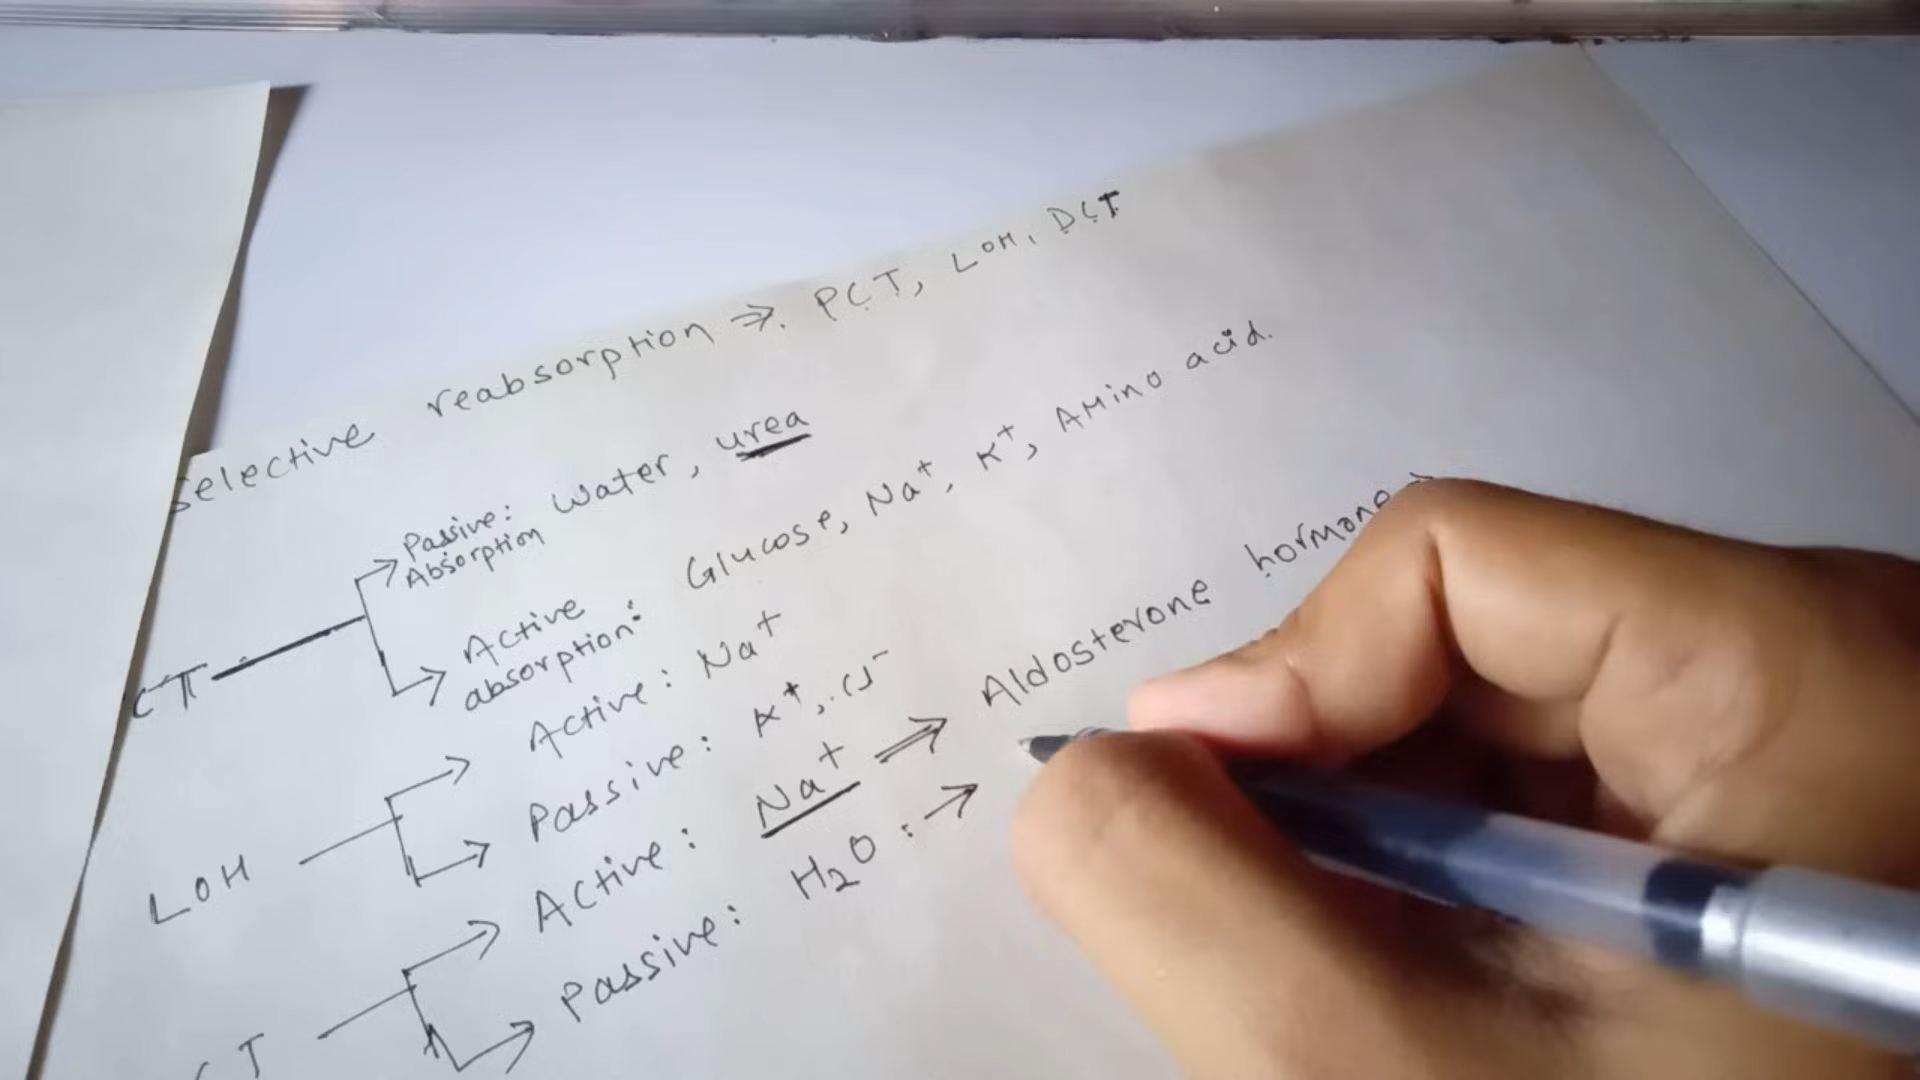 Selective reabsorption ⇒. PCT, LOH, DCT
CT
Passive: Water, urea
Absorption
Active
absorption: Glucose, Na⁺, K⁺, Amino acid.
LOH
Active: Na⁺
Passive: K⁺, Cl⁻
CT
Active: Na⁺ ⇒ Aldosterone hormone →
Passive: H₂O : →